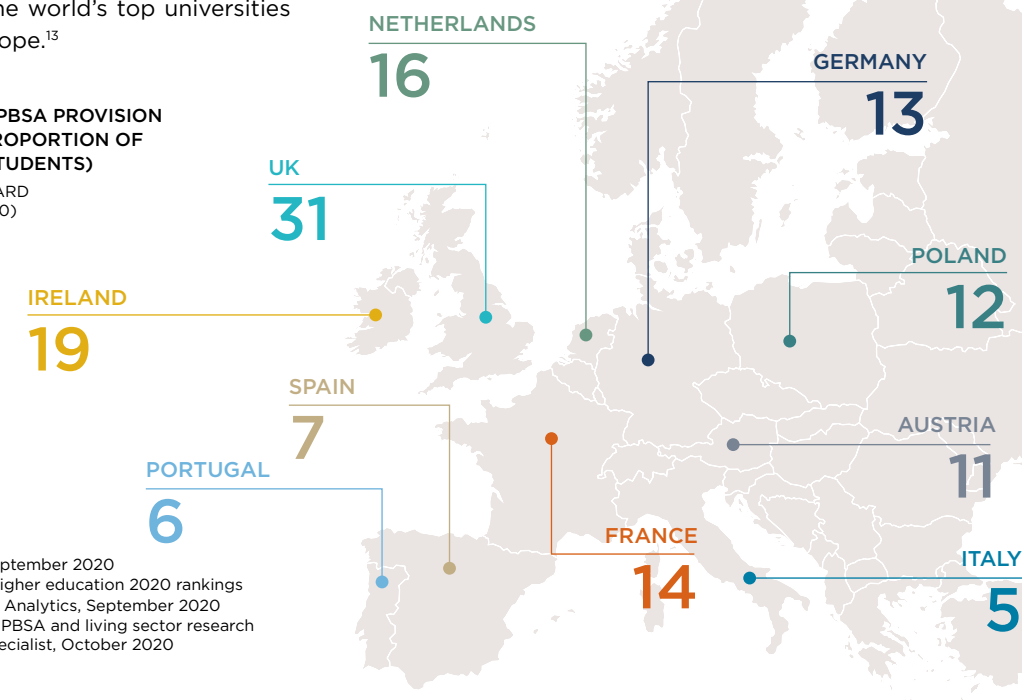 he world's top universities
ope.13
PBSA PROVISION
ROPORTION OF
TUDENTS)
ARD
0)
NETHERLANDS
16
GERMANY
13
UK
31
POLAND
12
IRELAND
19
SPAIN
7
AUSTRIA
11
PORTUGAL
6
FRANCE
14
ITALY
5
ptember 2020
igher education 2020 rankings
Analytics, September 2020
PBSA and living sector research
ecialist, October 2020